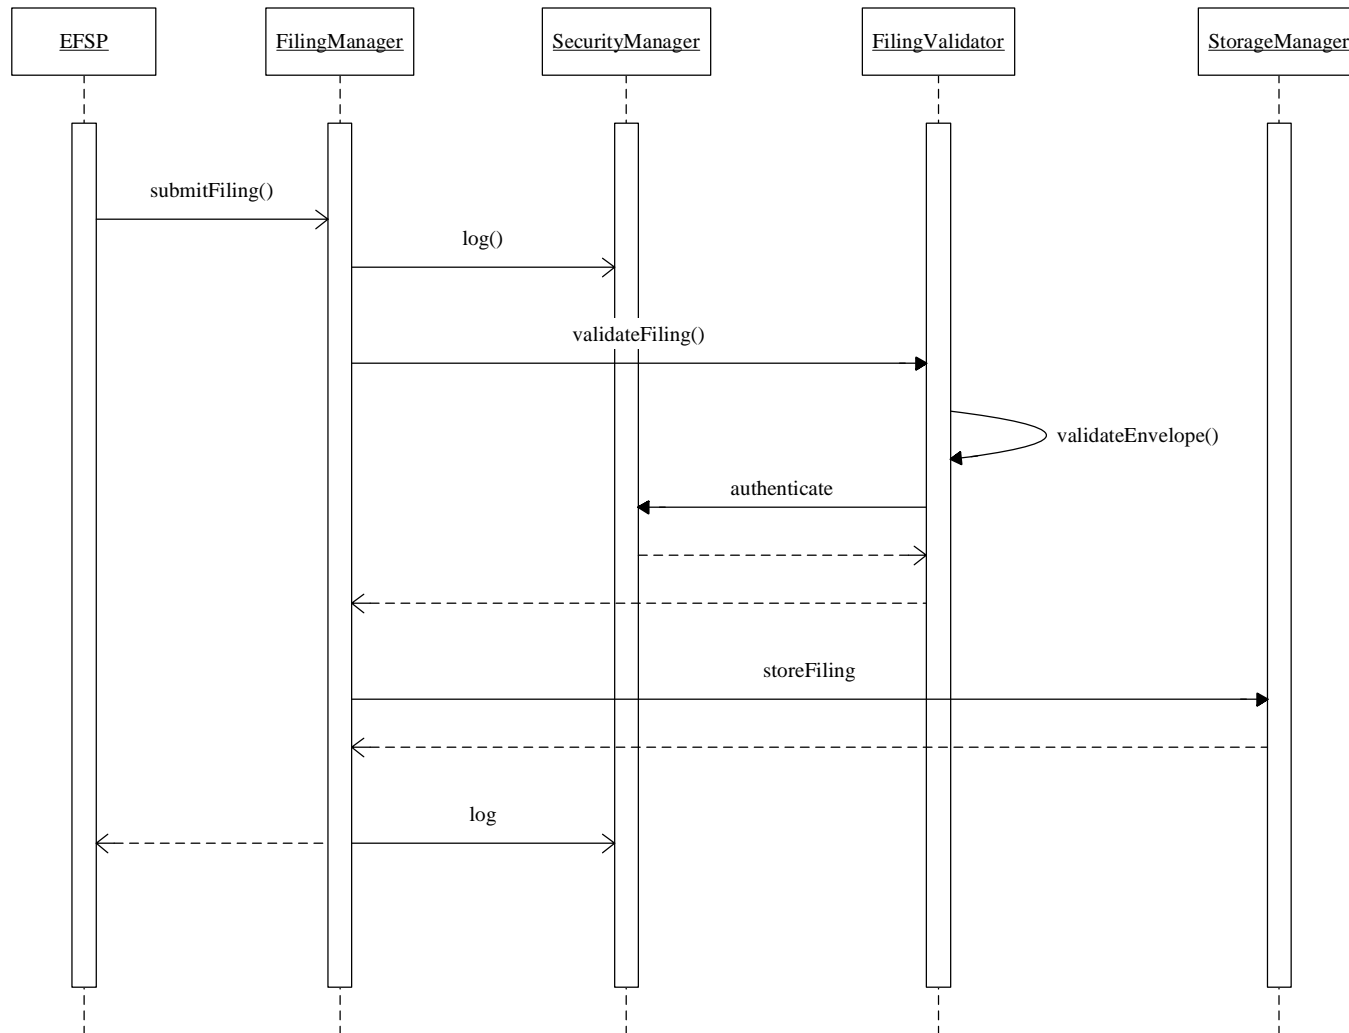 EFSP
FilingManager
SecurityManager
FilingValidator
StorageManager
submitFiling()
log()
validateFiling()
validateEnvelope()
authenticate
storeFiling
log